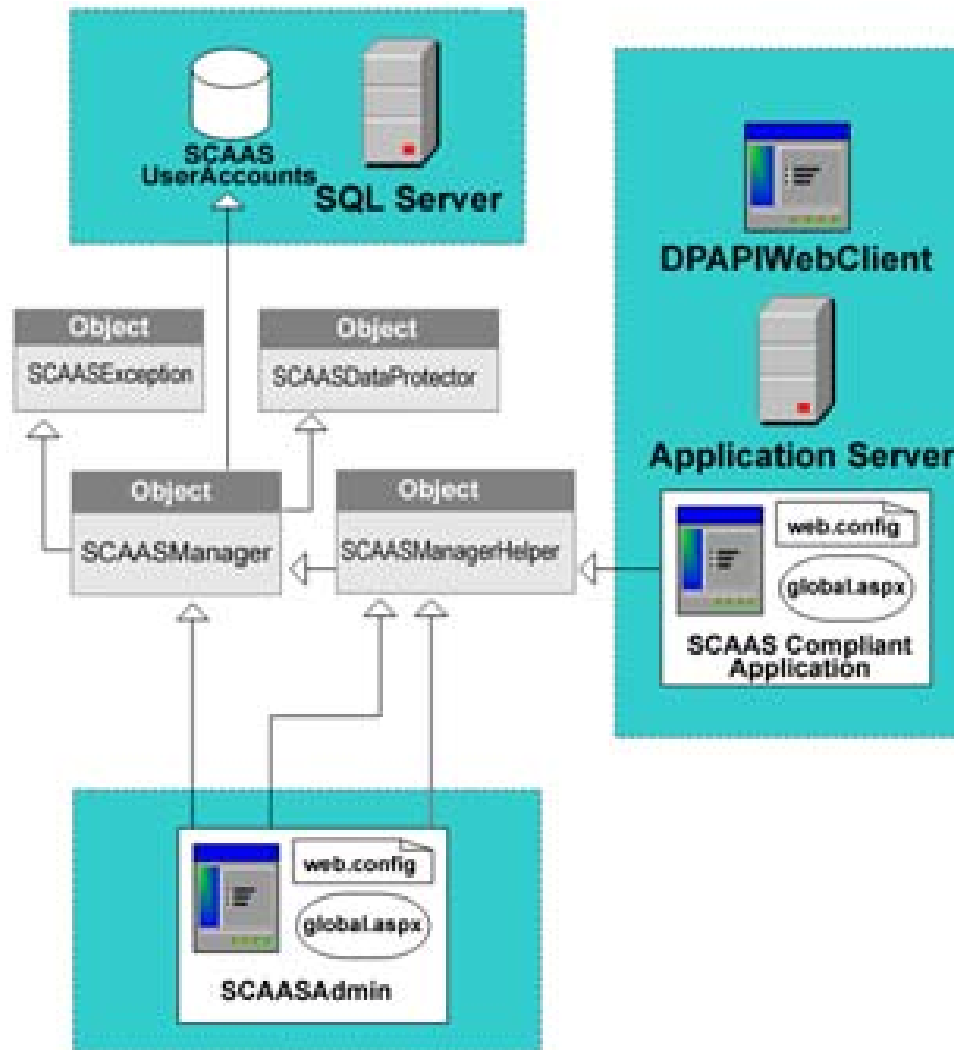 SCAAS
UserAccounts
SQL Server
DPAPIWebClient
Application Server
Object
SCAASException
Object
SCAASDataProtector
Object
SCAASManager
Object
SCAASManagerHelper
web.config
global.aspx
SCAAS Compliant
Application
web.config
global.aspx
SCAASAdmin